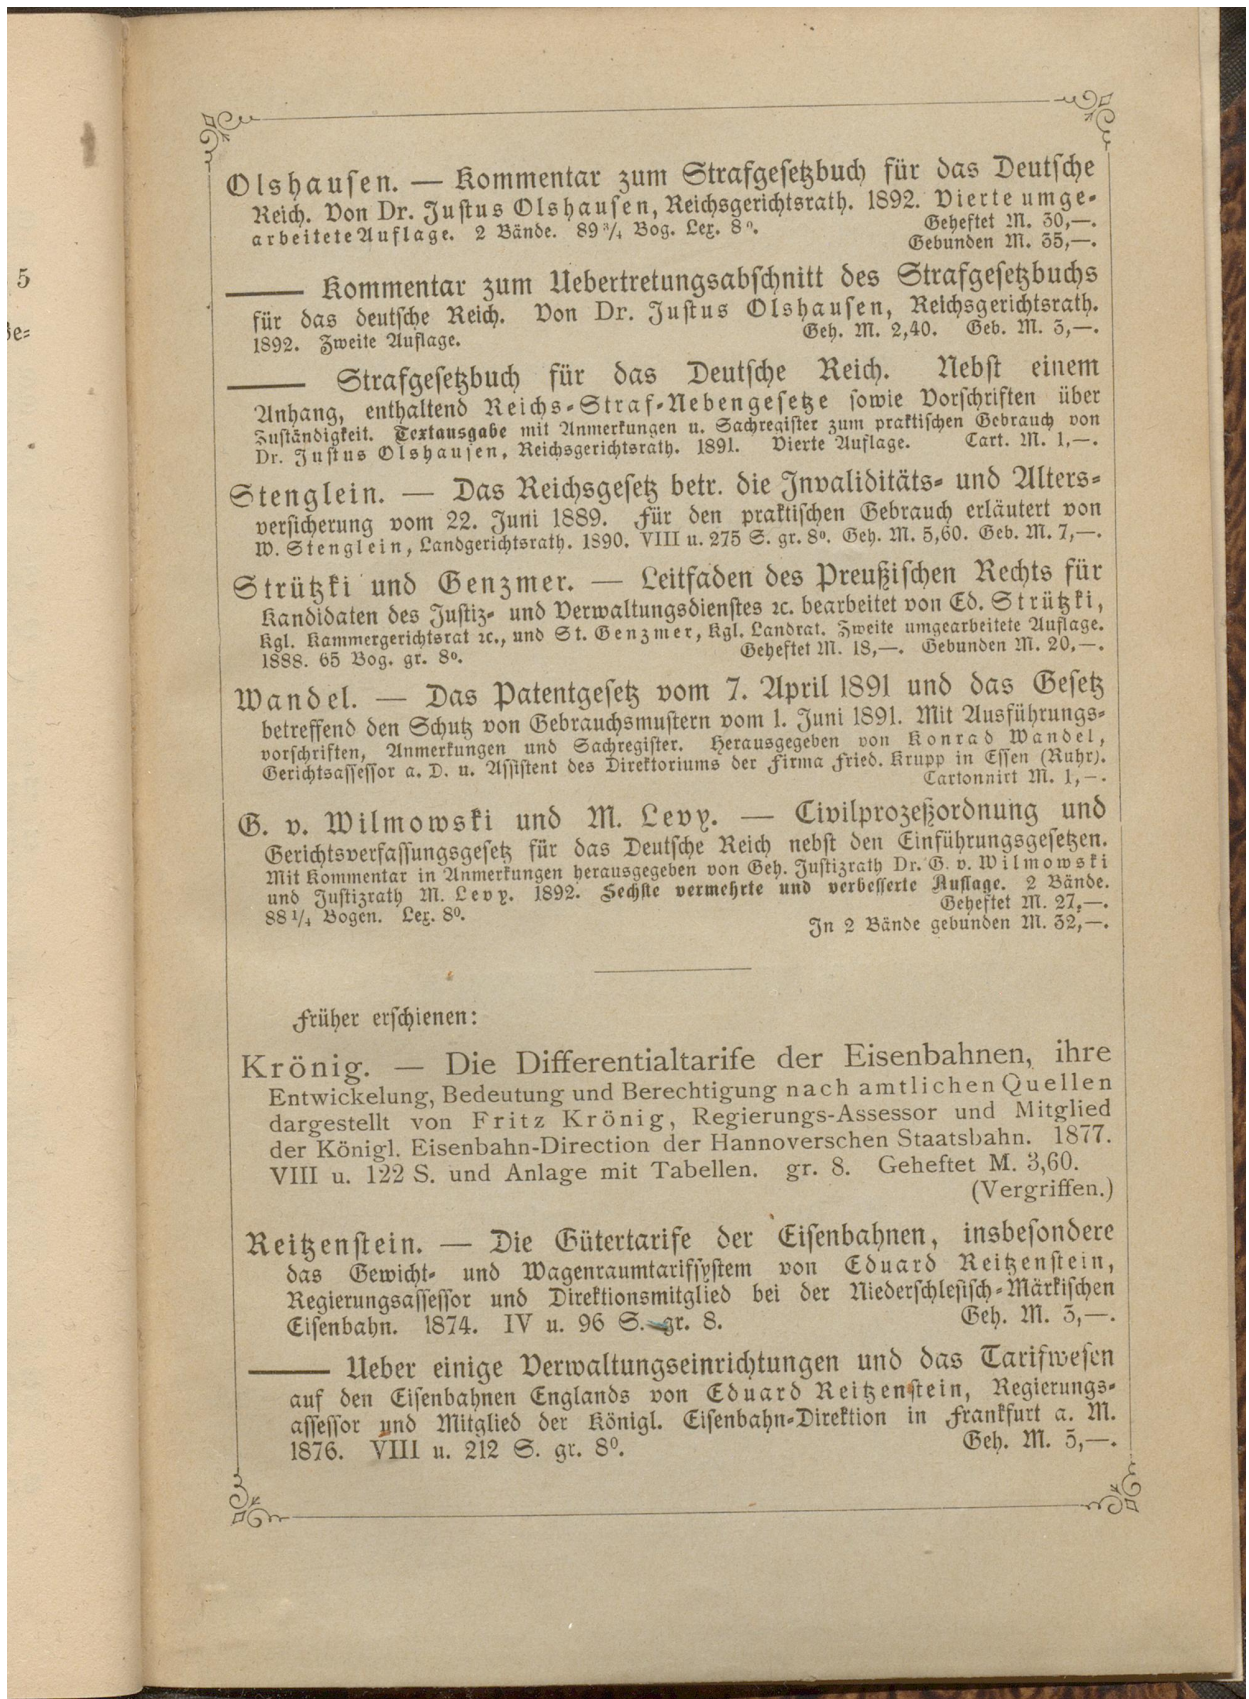 5
Be-
Olshausen. — Kommentar zum Strafgesetzbuch für das Deutsche
Reich. Von Dr. Justus Olshausen, Reichsgerichtsrath. 1892. Vierte umge-
arbeitete Auflage. 2 Bände. 89 3/4 Bog. Lex. 8⁰. Geheftet M. 30,—.
Gebunden M. 35,—.
—— Kommentar zum Uebertretungsabschnitt des Strafgesetzbuchs
für das deutsche Reich. Von Dr. Justus Olshausen, Reichsgerichtsrath.
1892. Zweite Auflage. Geh. M. 2,40. Geb. M. 3,—.
—— Strafgesetzbuch für das Deutsche Reich. Nebst einem
Anhang, enthaltend Reichs-Straf-Nebengesetze sowie Vorschriften über
Zuständigkeit. Textausgabe mit Anmerkungen u. Sachregister zum praktischen Gebrauch von
Dr. Justus Olshausen, Reichsgerichtsrath. 1891. Vierte Auflage. Cart. M. 1,—.
Stenglein. — Das Reichsgesetz betr. die Invaliditäts- und Alters-
versicherung vom 22. Juni 1889. Für den praktischen Gebrauch erläutert von
W. Stenglein, Landgerichtsrath. 1890. VIII u. 275 S. gr. 8⁰. Geh. M. 5,60. Geb. M. 7,—.
Strützki und Genzmer. — Leitfaden des Preußischen Rechts für
Kandidaten des Justiz- und Verwaltungsdienstes ꝛc. bearbeitet von Ed. Strützki,
Kgl. Kammergerichtsrat ꝛc., und St. Genzmer, Kgl. Landrat. Zweite umgearbeitete Auflage.
1888. 65 Bog. gr. 8⁰. Geheftet M. 18,—. Gebunden M. 20,—.
Wandel. — Das Patentgesetz vom 7. April 1891 und das Gesetz
betreffend den Schutz von Gebrauchsmustern vom 1. Juni 1891. Mit Ausführungs-
vorschriften, Anmerkungen und Sachregister. Herausgegeben von Konrad Wandel,
Gerichtsassessor a. D. u. Assistent des Direktoriums der Firma Fried. Krupp in Essen (Ruhr).
Cartonnirt M. 1,—.
G. v. Wilmowski und M. Levy. — Civilprozeßordnung und
Gerichtsverfassungsgesetz für das Deutsche Reich nebst den Einführungsgesetzen.
Mit Kommentar in Anmerkungen herausgegeben von Geh. Justizrath Dr. G. v. Wilmowski
und Justizrath M. Levy. 1892. Sechste vermehrte und verbesserte Auflage. 2 Bände.
88 1/4 Bogen. Lex. 8⁰. Geheftet M. 27,—.
In 2 Bände gebunden M. 32,—.
Früher erschienen:
Krönig. — Die Differentialtarife der Eisenbahnen, ihre
Entwickelung, Bedeutung und Berechtigung nach amtlichen Quellen
dargestellt von Fritz Krönig, Regierungs-Assessor und Mitglied
der Königl. Eisenbahn-Direction der Hannoverschen Staatsbahn. 1877.
VIII u. 122 S. und Anlage mit Tabellen. gr. 8. Geheftet M. 3,60.
(Vergriffen.)
Reitzenstein. — Die Gütertarife der Eisenbahnen, insbesondere
das Gewicht- und Wagenraumtarifsystem von Eduard Reitzenstein,
Regierungsassessor und Direktionsmitglied bei der Niederschlesisch-Märkischen
Eisenbahn. 1874. IV u. 96 S. gr. 8. Geh. M. 3,—.
—— Ueber einige Verwaltungseinrichtungen und das Tarifwesen
auf den Eisenbahnen Englands von Eduard Reitzenstein, Regierungs-
assessor und Mitglied der Königl. Eisenbahn-Direktion in Frankfurt a. M.
1876. VIII u. 212 S. gr. 8⁰. Geh. M. 5,—.